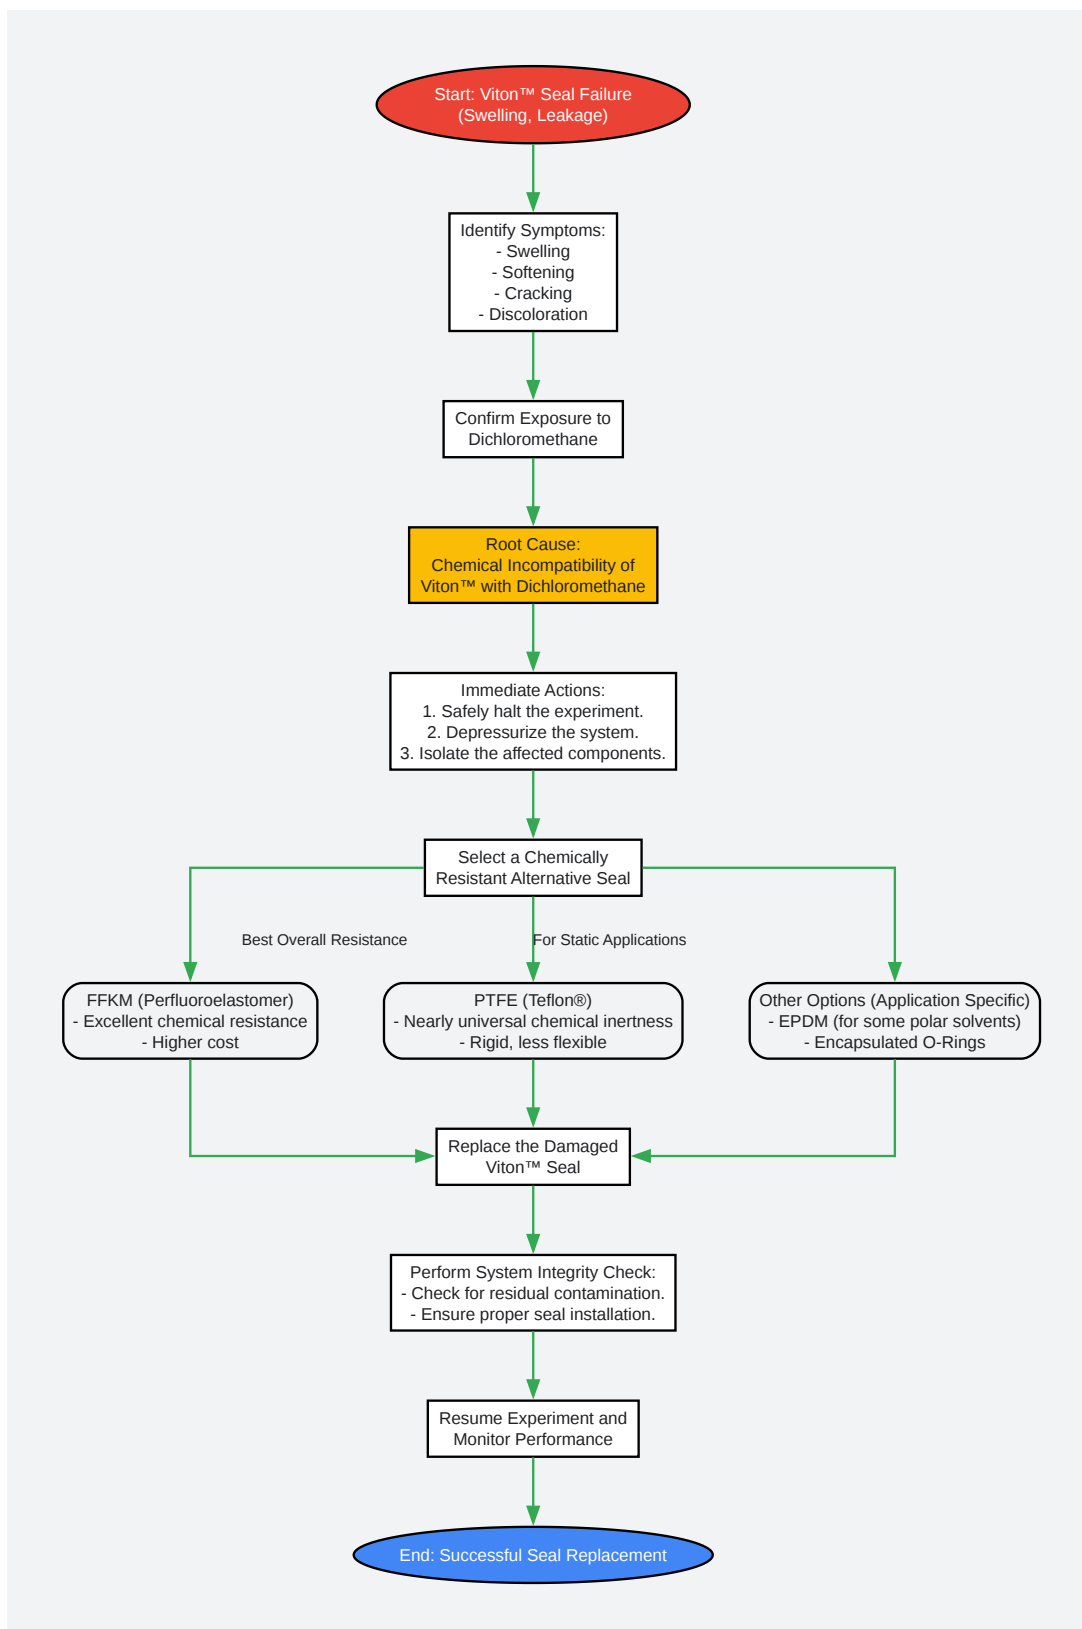 Start: Viton™ Seal Failure
(Swelling, Leakage)
Identify Symptoms:
- Swelling
- Softening
- Cracking
- Discoloration
Confirm Exposure to
Dichloromethane
Root Cause:
Chemical Incompatibility of
Viton™ with Dichloromethane
Immediate Actions:
1. Safely halt the experiment.
2. Depressurize the system.
3. Isolate the affected components.
Select a Chemically
Resistant Alternative Seal
Best Overall Resistance
For Static Applications
FFKM (Perfluoroelastomer)
- Excellent chemical resistance
- Higher cost
PTFE (Teflon®)
- Nearly universal chemical inertness
- Rigid, less flexible
Other Options (Application Specific)
- EPDM (for some polar solvents)
- Encapsulated O-Rings
Replace the Damaged
Viton™ Seal
Perform System Integrity Check:
- Check for residual contamination.
- Ensure proper seal installation.
Resume Experiment and
Monitor Performance
End: Successful Seal Replacement